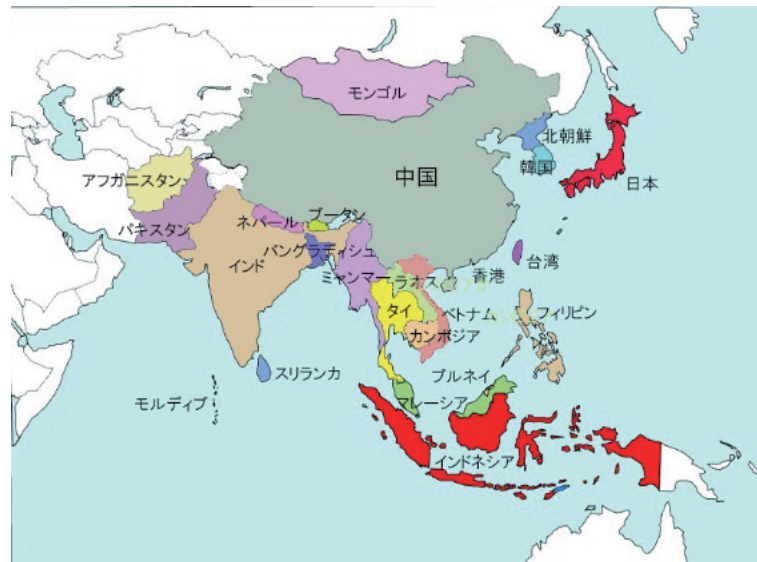 モンゴル
北朝鮮
韓国
中国
日本
アフガニスタン
パキスタン
ネパール
ブータン
バングラディシュ
インド
ミャンマー
ラオス
香港
台湾
タイ
ベトナム
フィリピン
カンボジア
スリランカ
ブルネイ
モルディブ
マレーシア
インドネシア